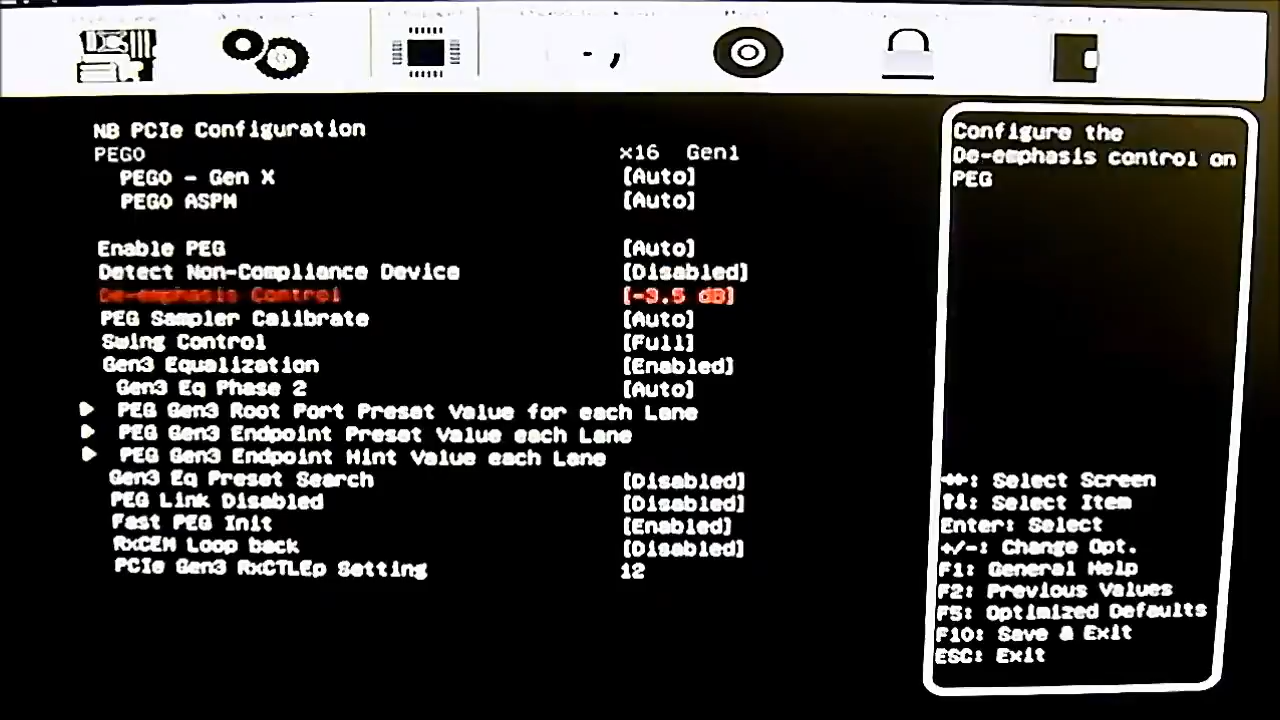 NB PCIe Configuration
PEG0 x16 Gen1
PEG0 - Gen X [Auto]
PEG0 ASPM [Auto]
Enable PEG [Auto]
Detect Non-Compliance Device [Disabled]
De-emphasis Control [-3.5 dB]
PEG Sampler Calibrate [Auto]
Swing Control [Full]
Gen3 Equalization [Enabled]
Gen3 Eq Phase 2 [Auto]
PEG Gen3 Root Port Preset Value for each Lane
PEG Gen3 Endpoint Preset Value each Lane
PEG Gen3 Endpoint Hint Value each Lane
Gen3 Eq Preset Search [Disabled]
PEG Link Disabled [Disabled]
Fast PEG Init [Enabled]
RxCEM Loop back [Disabled]
PCIe Gen3 RxCTLEp Setting 12
Configure the
De-emphasis control on
PEG
→←: Select Screen
↑↓: Select Item
Enter: Select
+/-: Change Opt.
F1: General Help
F2: Previous Values
F5: Optimized Defaults
F10: Save & Exit
ESC: Exit